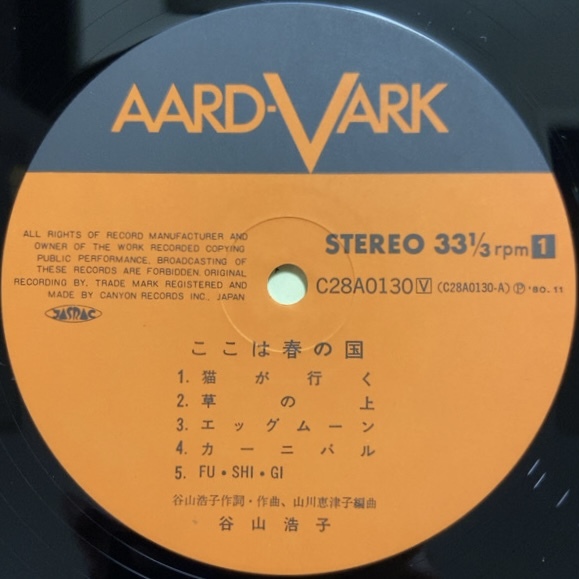 AARD-VARK
ALL RIGHTS OF RECORD MANUFACTURER AND
OWNER OF THE WORK RECORDED COPYING
PUBLIC PERFORMANCE, BROADCASTING OF
THESE RECORDS ARE FORBIDDEN ORIGINAL
RECORDING BY, TRADE MARK REGISTERED AND
MADE BY CANYON RECORDS INC., JAPAN
JASRAC
STEREO 33 1/3 rpm 1
C28A0130 V (C28A0130-A) Ⓟ '80. 11
ここは春の国
1. 猫が行く
2. 草の上
3. エッグムーン
4. カーニバル
5. FU・SHI・GI
谷山浩子作詞・作曲、山川恵津子編曲
谷山浩子